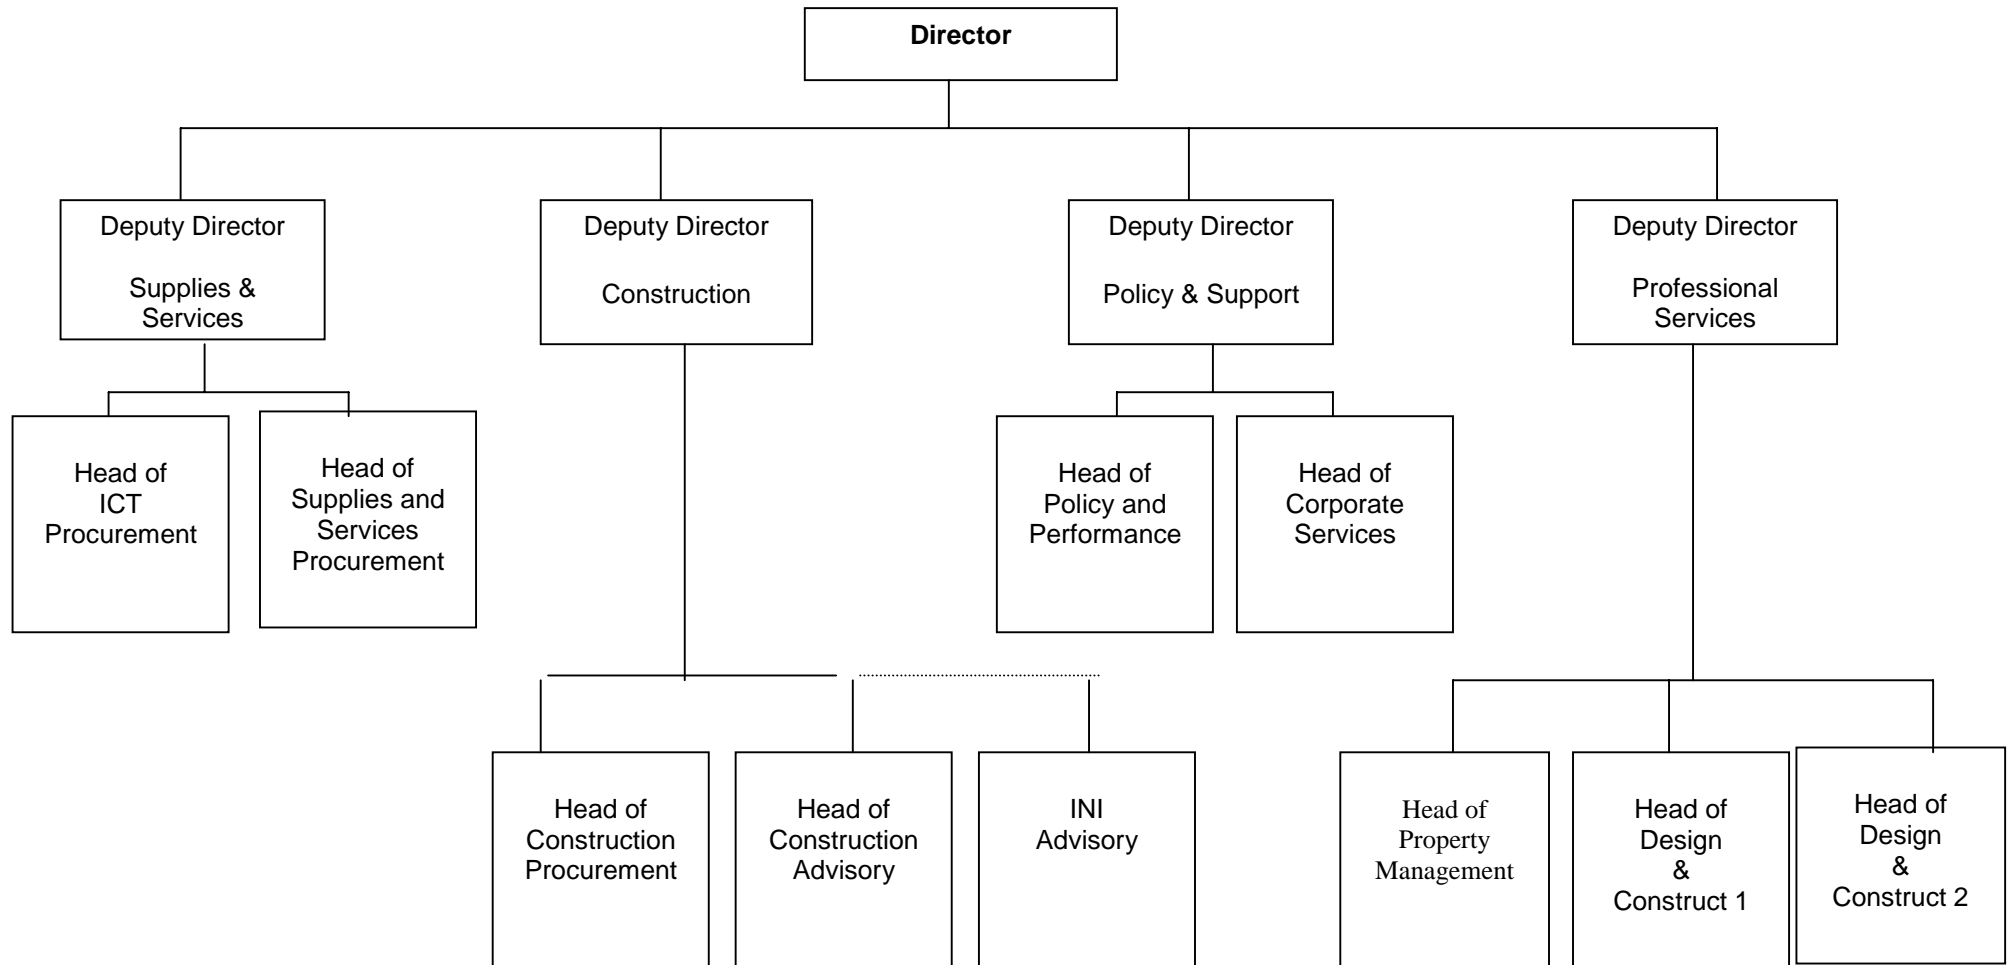 Director
Deputy Director
Supplies &
Services
Deputy Director
Construction
Deputy Director
Policy & Support
Deputy Director
Professional
Services
Head of
ICT
Procurement
Head of
Supplies and
Services
Procurement
Head of
Policy and
Performance
Head of
Corporate
Services
Head of
Construction
Procurement
Head of
Construction
Advisory
INI
Advisory
Head of
Property
Management
Head of
Design
&
Construct 1
Head of
Design
&
Construct 2